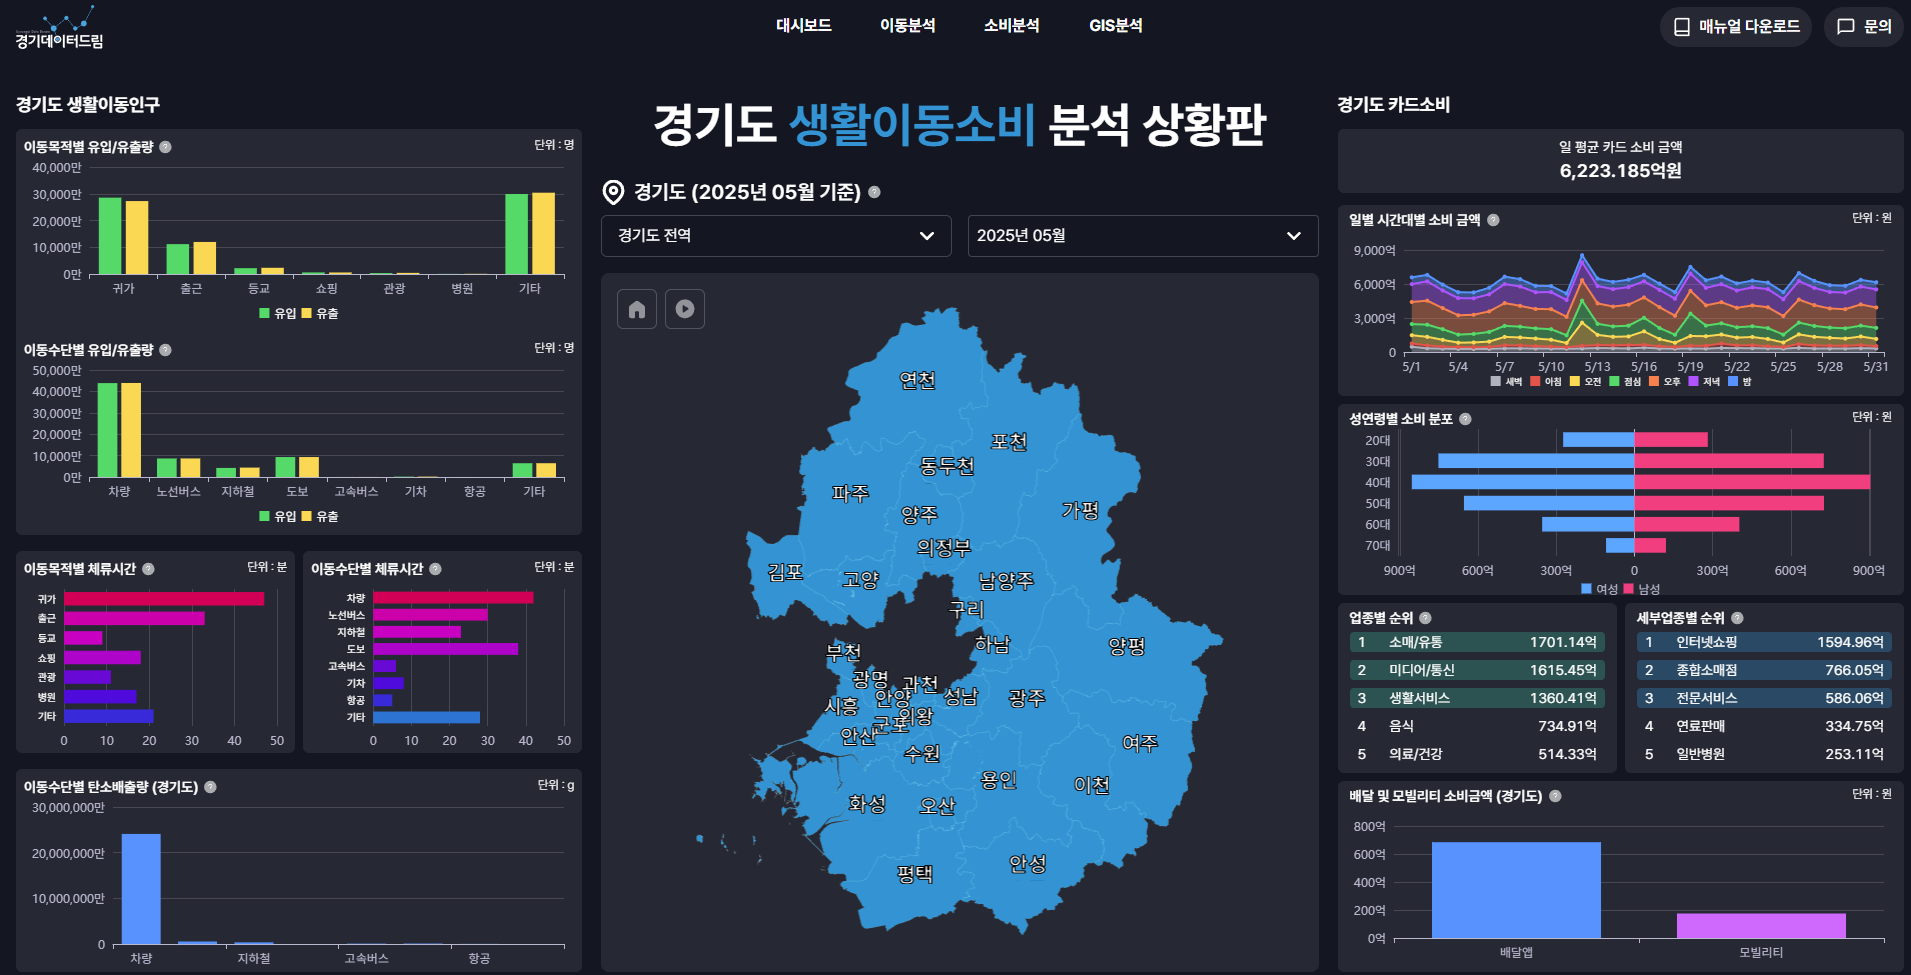 경기데이터드림
대시보드
이동분석
소비분석
GIS분석
매뉴얼 다운로드
문의
경기도 생활이동인구
이동목적별 유입/유출량
단위 : 명
40,000만
30,000만
20,000만
10,000만
0만
귀가 출근 등교 쇼핑 관광 병원 기타
유입 유출
이동수단별 유입/유출량
단위 : 명
50,000만
40,000만
30,000만
20,000만
10,000만
0만
차량 노선버스 지하철 도보 고속버스 기차 항공 기타
유입 유출
이동목적별 체류시간
단위 : 분
귀가
출근
등교
쇼핑
관광
병원
기타
0 10 20 30 40 50
이동수단별 체류시간
단위 : 분
차량
노선버스
지하철
도보
고속버스
기차
항공
기타
0 10 20 30 40 50
이동수단별 탄소배출량 (경기도)
단위 : g
30,000,000만
20,000,000만
10,000,000만
0
차량 지하철 고속버스 항공
경기도 생활이동소비 분석 상황판
경기도 (2025년 05월 기준)
경기도 전역
2025년 05월
연천
포천
동두천
파주
양주
가평
의정부
김포
고양
남양주
구리
하남
양평
부천
광명
과천
안양
성남
광주
시흥
의왕
군포
안산
수원
여주
용인
이천
화성
오산
안성
평택
경기도 카드소비
일 평균 카드 소비 금액
6,223.185억원
일별 시간대별 소비 금액
단위 : 원
9,000억
6,000억
3,000억
0
5/1 5/4 5/7 5/10 5/13 5/16 5/19 5/22 5/25 5/28 5/31
새벽 아침 오전 점심 오후 저녁 밤
성연령별 소비 분포
단위 : 원
20대
30대
40대
50대
60대
70대
900억 600억 300억 0 300억 600억 900억
여성 남성
업종별 순위
1 소매/유통 1701.14억
2 미디어/통신 1615.45억
3 생활서비스 1360.41억
4 음식 734.91억
5 의료/건강 514.33억
세부업종별 순위
1 인터넷쇼핑 1594.96억
2 종합소매점 766.05억
3 전문서비스 586.06억
4 연료판매 334.75억
5 일반병원 253.11억
배달 및 모빌리티 소비금액 (경기도)
단위 : 원
800억
600억
400억
200억
0억
배달앱 모빌리티